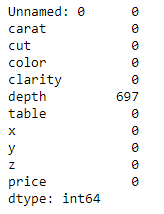 Unnamed: 0      0
carat           0
cut             0
color           0
clarity         0
depth         697
table           0
x               0
y               0
z               0
price           0
dtype: int64